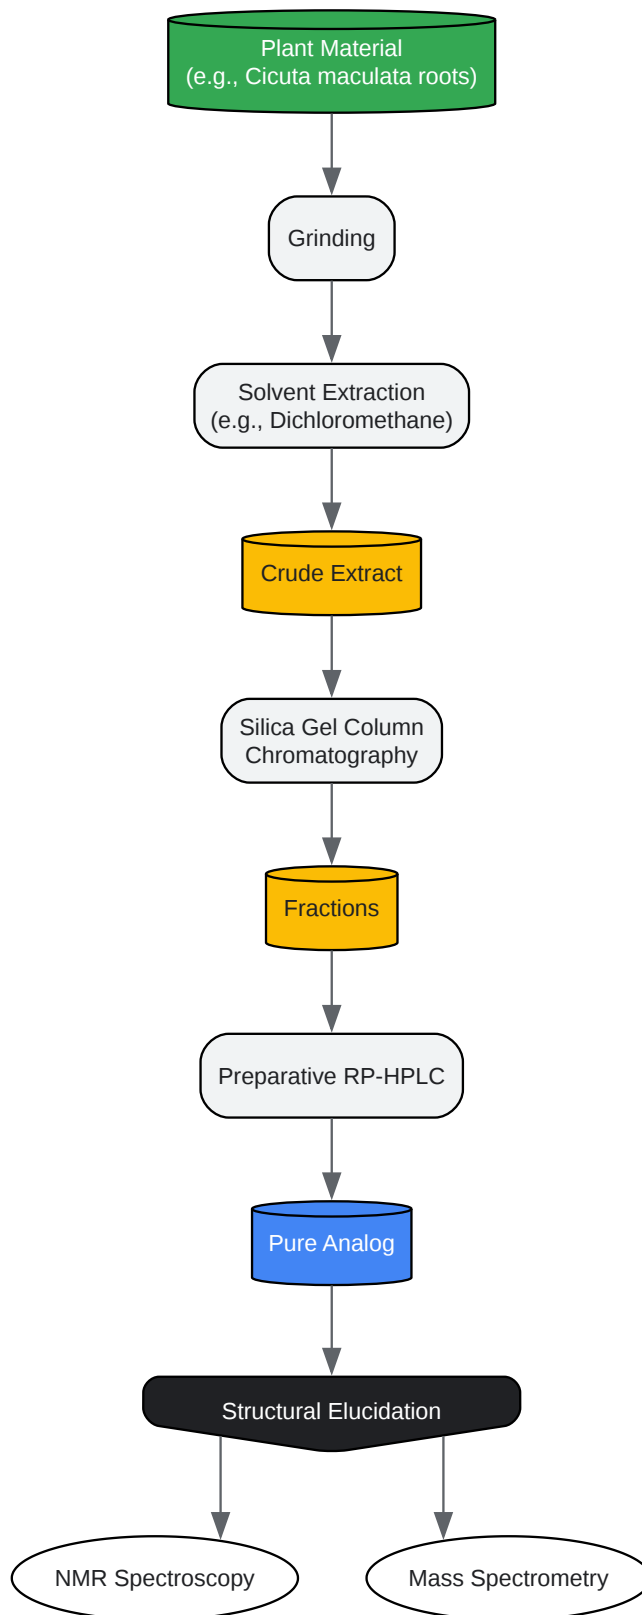 Plant Material
(e.g., Cicuta maculata roots)
Grinding
Solvent Extraction
(e.g., Dichloromethane)
Crude Extract
Silica Gel Column
Chromatography
Fractions
Preparative RP-HPLC
Pure Analog
Structural Elucidation
NMR Spectroscopy
Mass Spectrometry